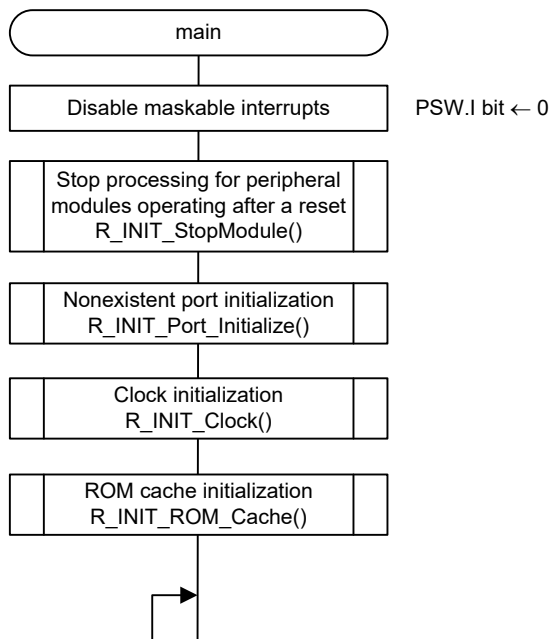 main
Disable maskable interrupts
PSW.I bit ← 0
Stop processing for peripheral
modules operating after a reset
R_INIT_StopModule()
Nonexistent port initialization
R_INIT_Port_Initialize()
Clock initialization
R_INIT_Clock()
ROM cache initialization
R_INIT_ROM_Cache()